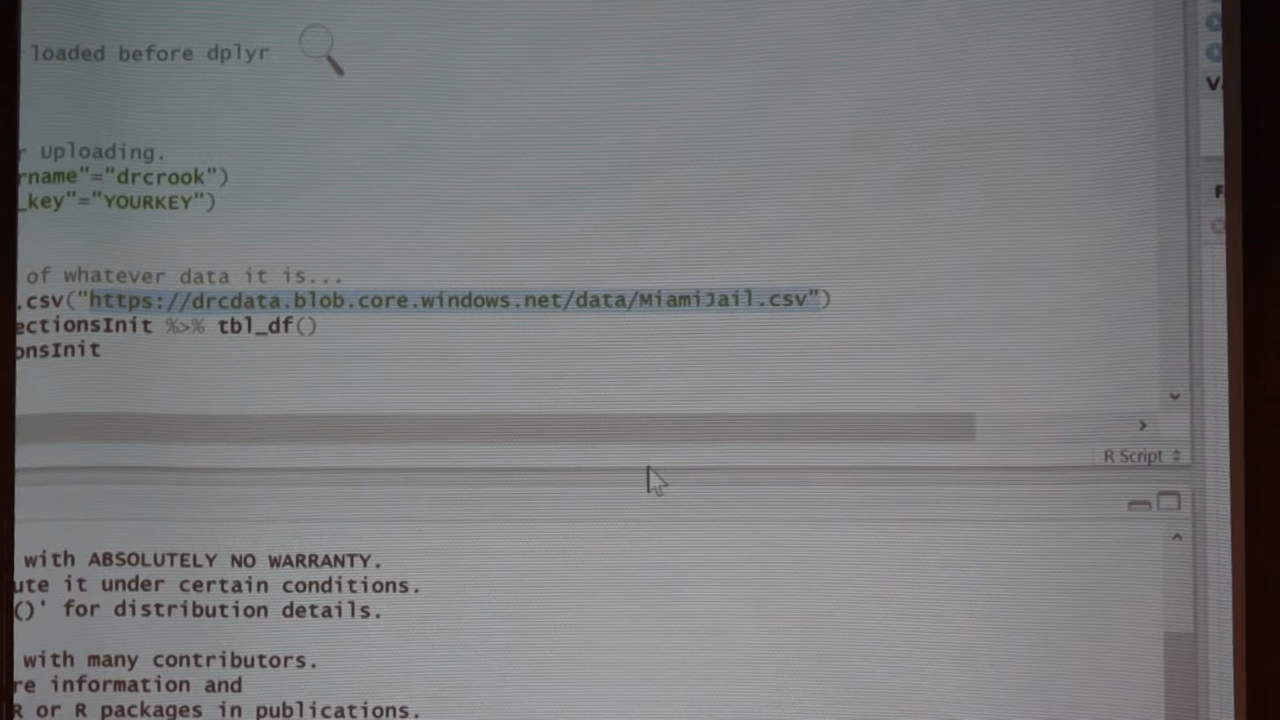 loaded before dplyr
r Uploading.
rname"="drcrook")
_key"="YOURKEY")
of whatever data it is...
.csv("https://drcdata.blob.core.windows.net/data/MiamiJail.csv")
ectionsInit %>% tbl_df()
onsInit
R Script
with ABSOLUTELY NO WARRANTY.
ute it under certain conditions.
()' for distribution details.
with many contributors.
re information and
R or R packages in publications.